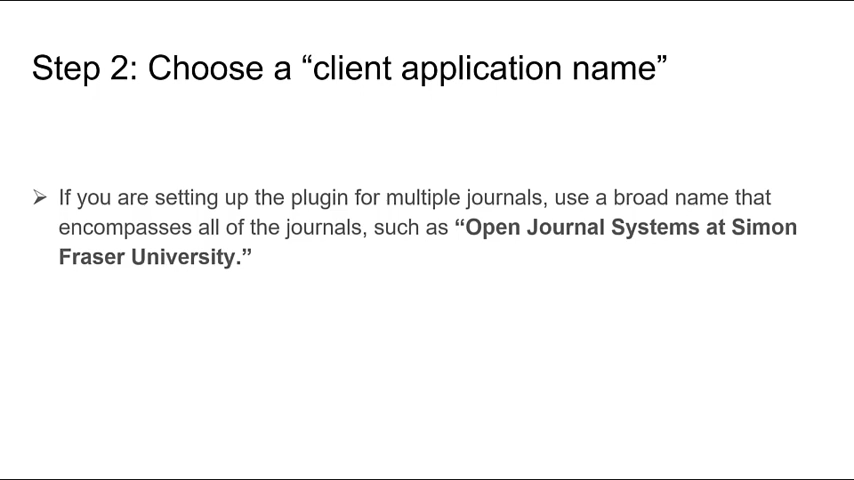 Step 2: Choose a “client application name”
➢ If you are setting up the plugin for multiple journals, use a broad name that
encompasses all of the journals, such as “Open Journal Systems at Simon
Fraser University.”